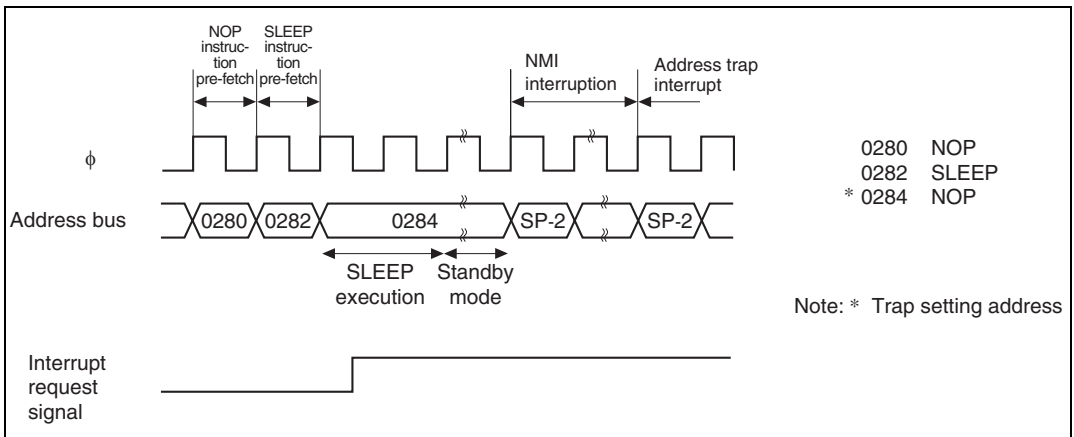 NOP
instruc-
tion
pre-fetch
SLEEP
instruc-
tion
pre-fetch
NMI
interruption
Address trap
interrupt
ϕ
0280 NOP
0282 SLEEP
* 0284 NOP
Address bus
0280
0282
0284
SP-2
SP-2
SLEEP
execution
Standby
mode
Note: * Trap setting address
Interrupt
request
signal